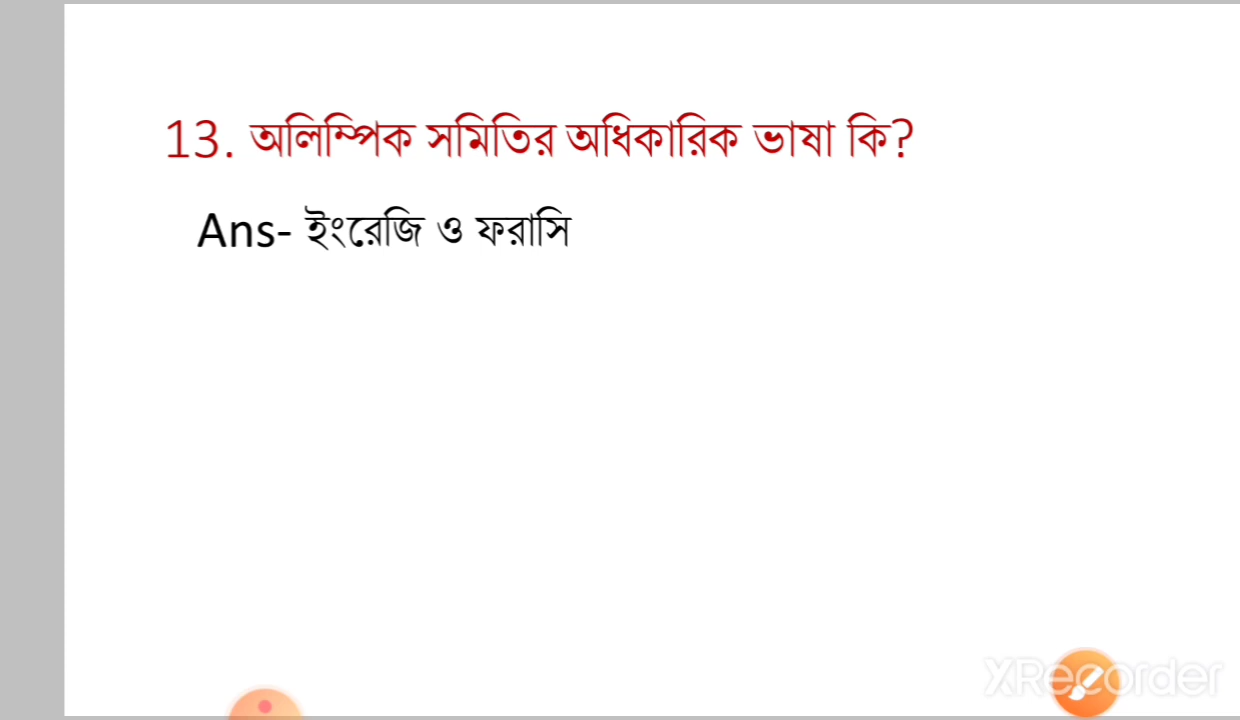 13. অলিম্পিক সমিতির অধিকারিক ভাষা কি?
Ans- ইংরেজি ও ফরাসি
XRecorder